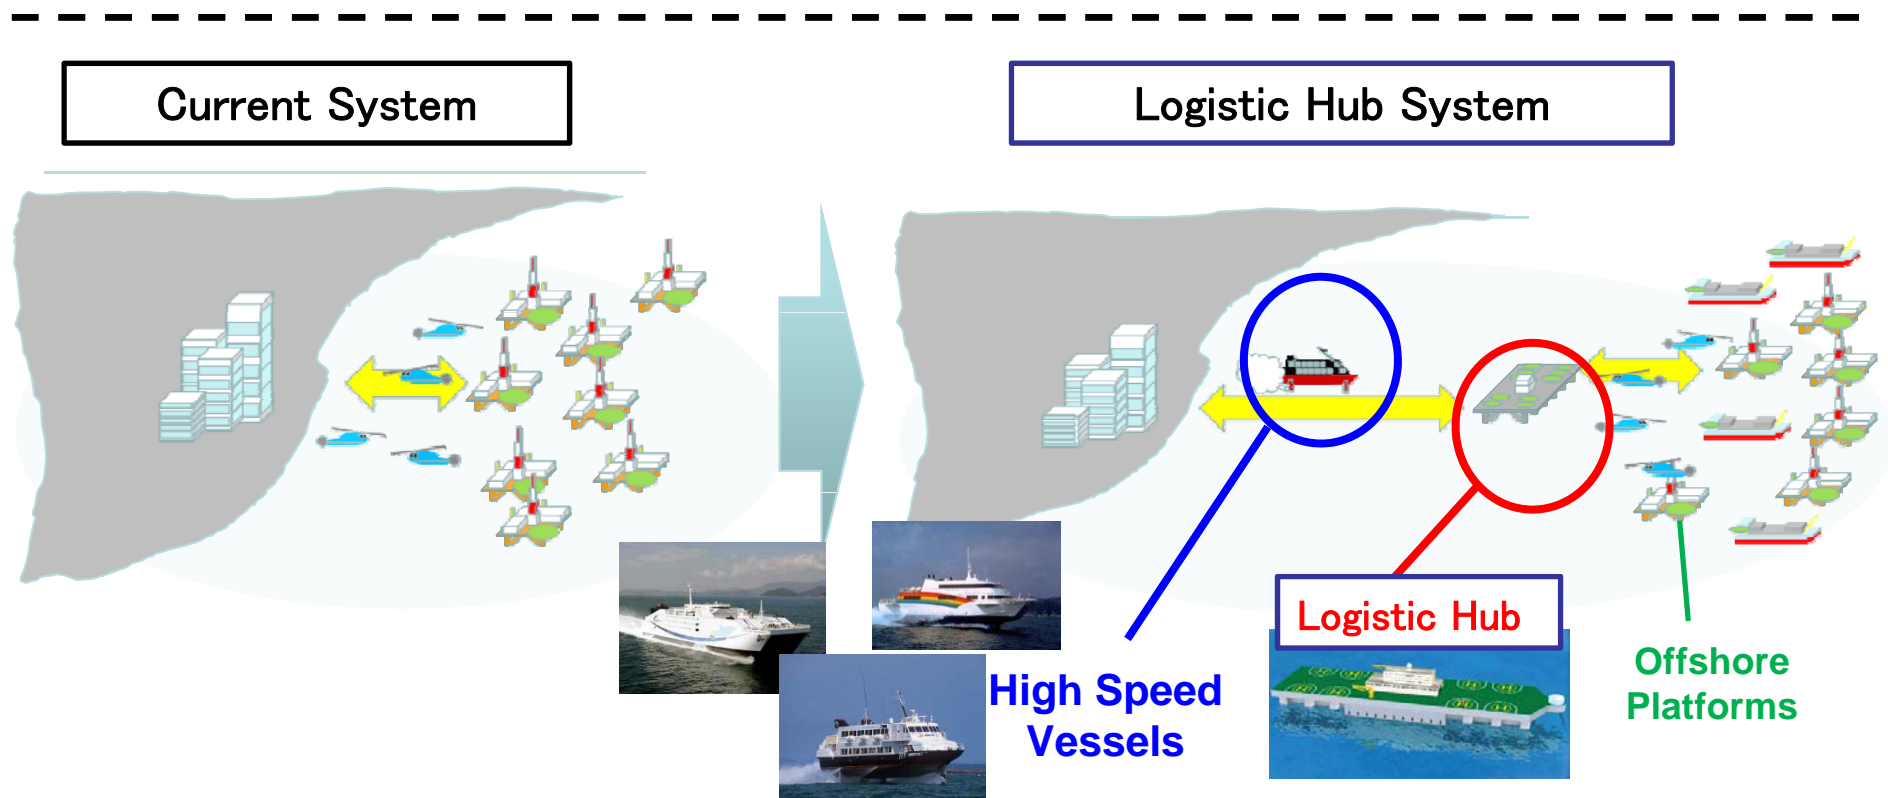 Current System
Logistic Hub System
Logistic Hub
High Speed
Vessels
Offshore
Platforms